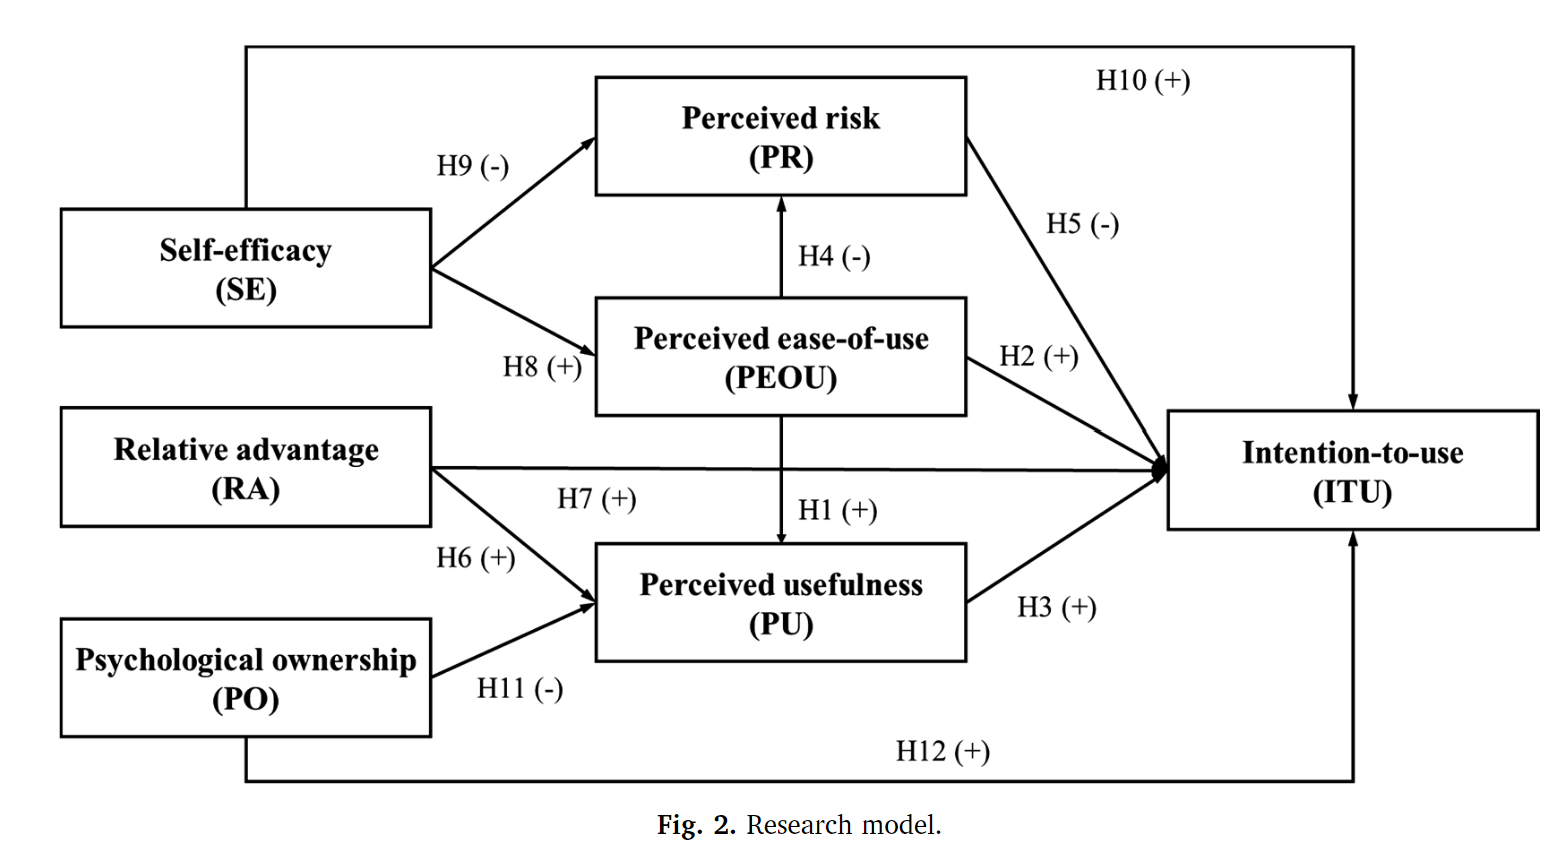 H10 (+)
Perceived risk
(PR)
H9 (-)
H5 (-)
Self-efficacy
(SE)
H4 (-)
Perceived ease-of-use
(PEOU)
H2 (+)
H8 (+)
Relative advantage
(RA)
Intention-to-use
(ITU)
H7 (+)
H1 (+)
H6 (+)
Perceived usefulness
(PU)
H3 (+)
Psychological ownership
(PO)
H11 (-)
H12 (+)
Fig. 2. Research model.